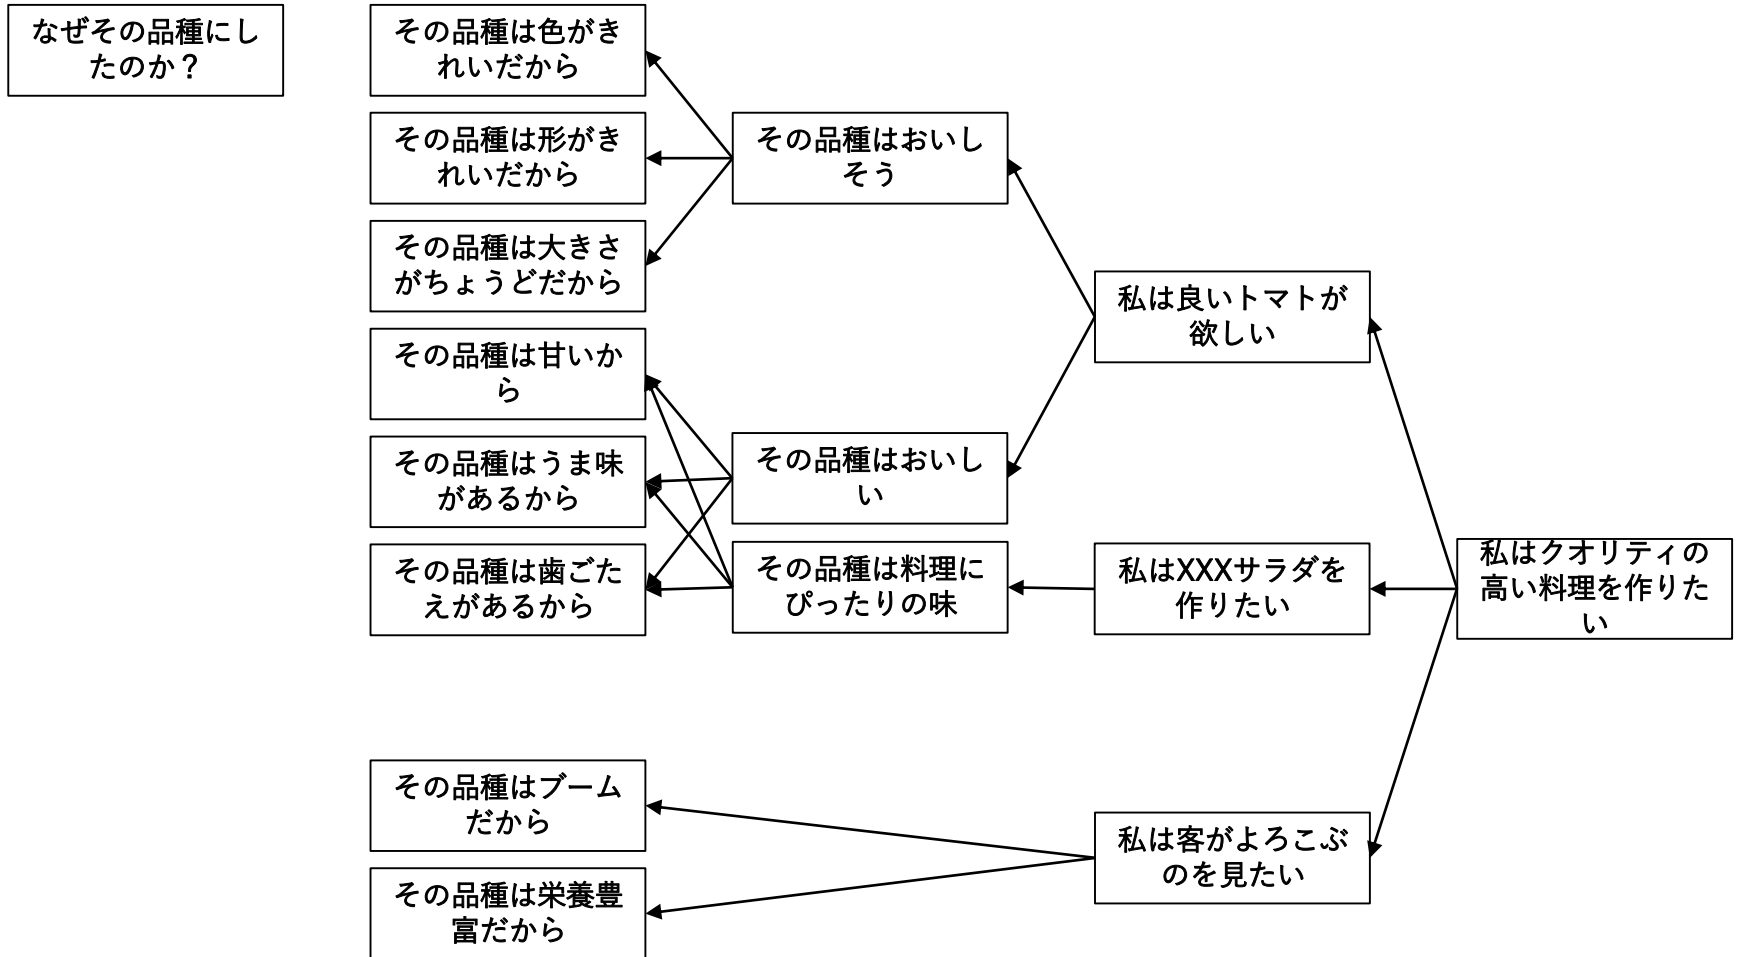 なぜその品種にし
たのか？
その品種は色がき
れいだから
その品種は形がき
れいだから
その品種は大きさ
がちょうどだから
その品種は甘いか
ら
その品種はうま味
があるから
その品種は歯ごた
えがあるから
その品種はブーム
だから
その品種は栄養豊
富だから
その品種はおいし
そう
その品種はおいし
い
その品種は料理に
ぴったりの味
私は良いトマトが
欲しい
私はXXXサラダを
作りたい
私は客がよろこぶ
のを見たい
私はクオリティの
高い料理を作りた
い